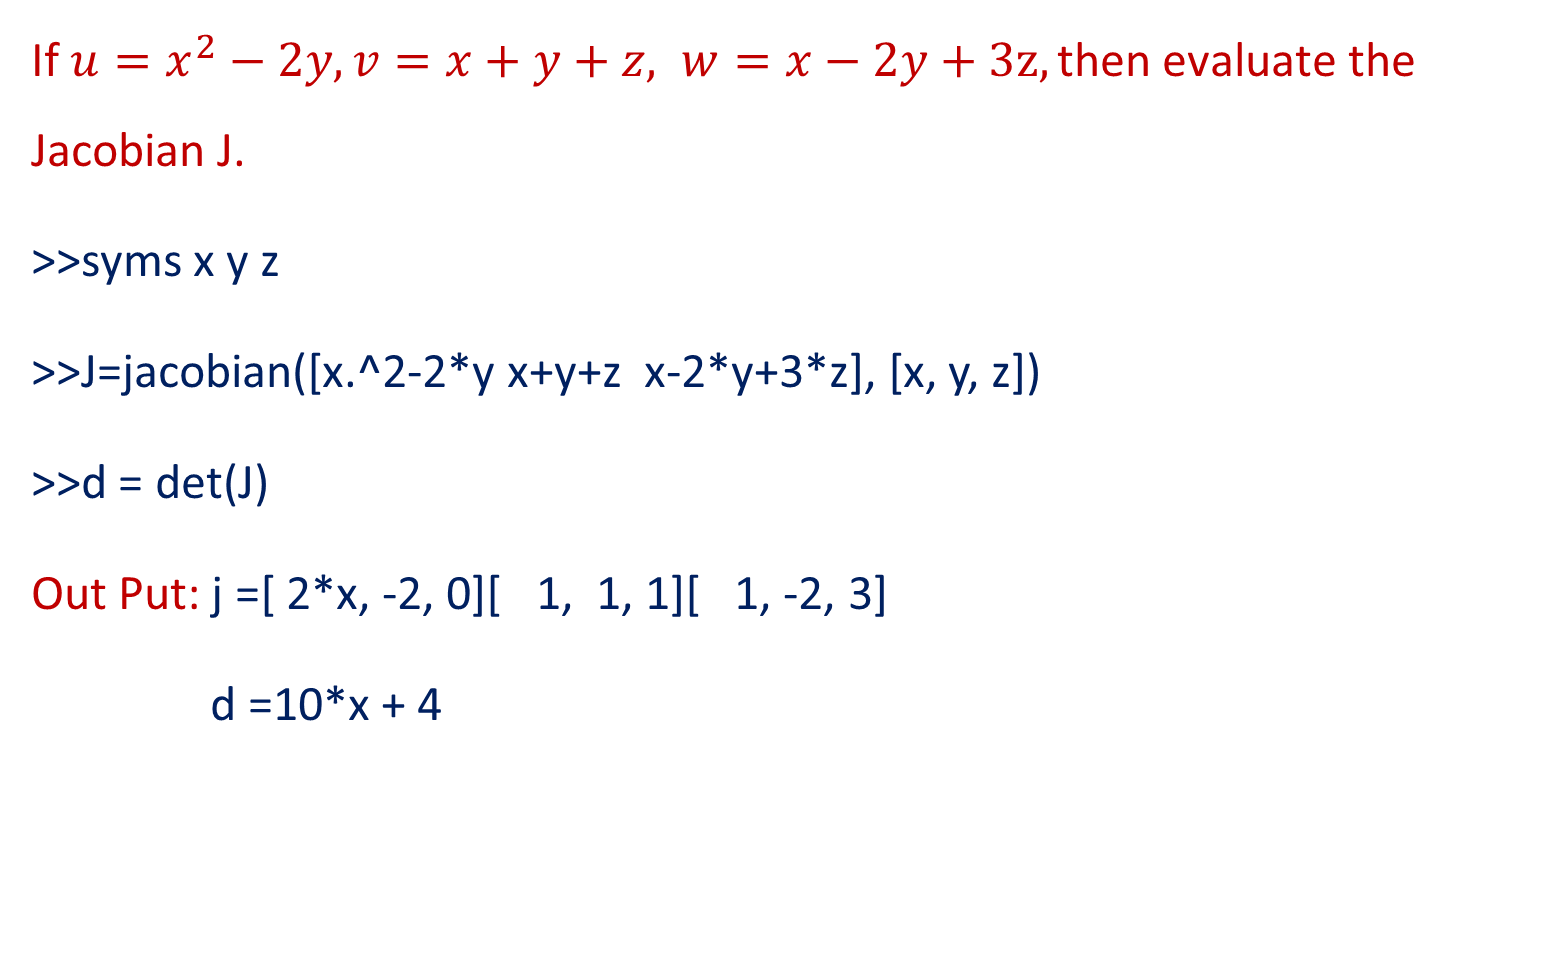 If 𝑢 = 𝑥² − 2𝑦, 𝑣 = 𝑥 + 𝑦 + 𝑧, 𝑤 = 𝑥 − 2𝑦 + 3z, then evaluate the
Jacobian J.
>>syms x y z
>>J=jacobian([x.^2-2*y x+y+z  x-2*y+3*z], [x, y, z])
>>d = det(J)
Out Put: j =[ 2*x, -2, 0][   1,  1, 1][   1, -2, 3]
d =10*x + 4